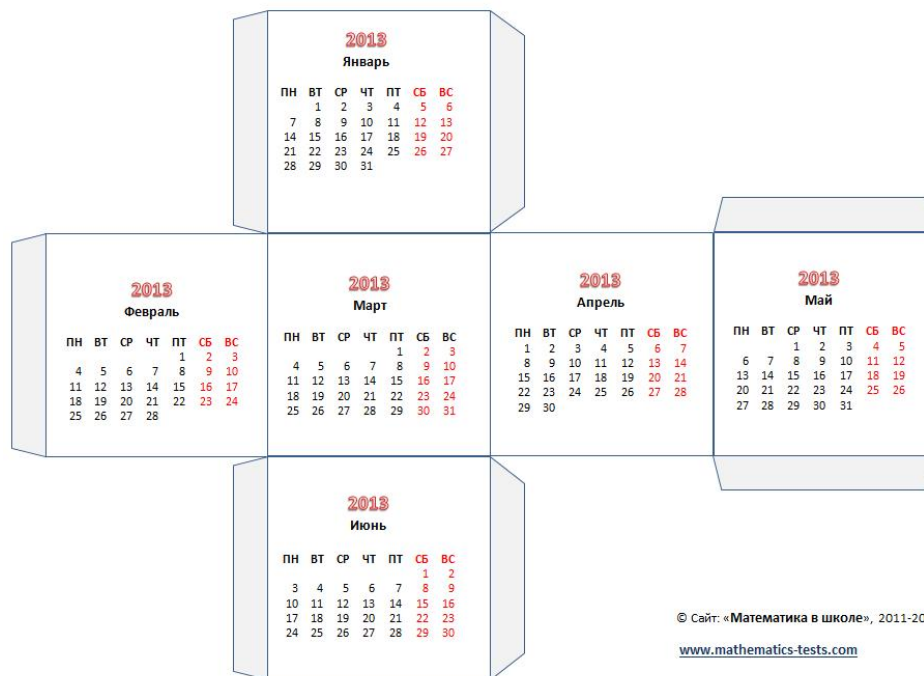 2013
Январь
ПН ВТ СР ЧТ ПТ СБ ВС
1 2 3 4 5 6
7 8 9 10 11 12 13
14 15 16 17 18 19 20
21 22 23 24 25 26 27
28 29 30 31
2013
Февраль
ПН ВТ СР ЧТ ПТ СБ ВС
1 2 3
4 5 6 7 8 9 10
11 12 13 14 15 16 17
18 19 20 21 22 23 24
25 26 27 28
2013
Март
ПН ВТ СР ЧТ ПТ СБ ВС
1 2 3
4 5 6 7 8 9 10
11 12 13 14 15 16 17
18 19 20 21 22 23 24
25 26 27 28 29 30 31
2013
Апрель
ПН ВТ СР ЧТ ПТ СБ ВС
1 2 3 4 5 6 7
8 9 10 11 12 13 14
15 16 17 18 19 20 21
22 23 24 25 26 27 28
29 30
2013
Май
ПН ВТ СР ЧТ ПТ СБ ВС
1 2 3 4 5
6 7 8 9 10 11 12
13 14 15 16 17 18 19
20 21 22 23 24 25 26
27 28 29 30 31
2013
Июнь
ПН ВТ СР ЧТ ПТ СБ ВС
1 2
3 4 5 6 7 8 9
10 11 12 13 14 15 16
17 18 19 20 21 22 23
24 25 26 27 28 29 30
© Сайт: «Математика в школе», 2011-20
www.mathematics-tests.com